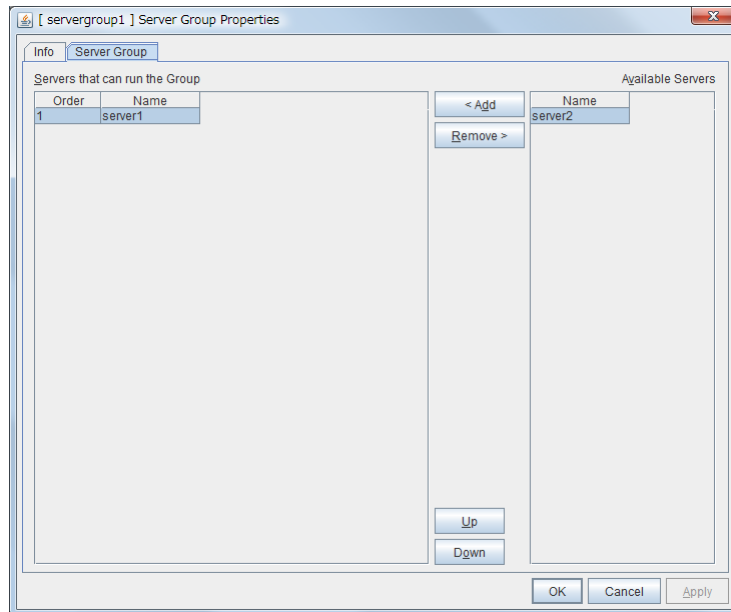 [ servergroup1 ] Server Group Properties
Info Server Group
Servers that can run the Group Available Servers
Order Name < Add Name
1 server1 server2
Remove >
Up
Down
OK Cancel Apply